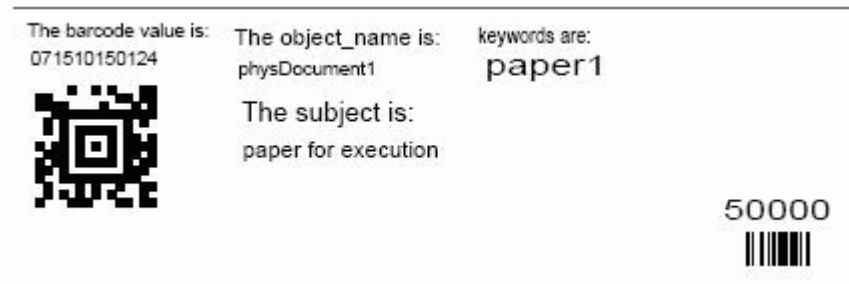 The barcode value is:
071510150124
The object_name is:
physDocument1
keywords are:
paper1
The subject is:
paper for execution
50000